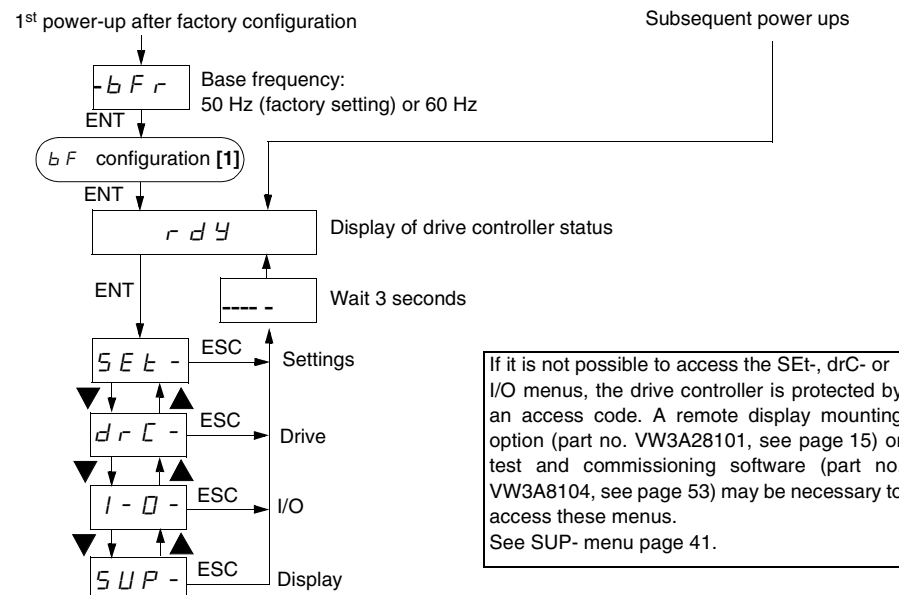 1st power-up after factory configuration
Subsequent power ups
-bFr
Base frequency:
50 Hz (factory setting) or 60 Hz
ENT
bF configuration [1]
ENT
rdY
Display of drive controller status
ENT
---- -
Wait 3 seconds
SEt -
ESC
Settings
drC -
ESC
Drive
I-O -
ESC
I/O
SUP -
ESC
Display
If it is not possible to access the SEt-, drC- or
I/O menus, the drive controller is protected by
an access code. A remote display mounting
option (part no. VW3A28101, see page 15) or
test and commissioning software (part no.
VW3A8104, see page 53) may be necessary to
access these menus.
See SUP- menu page 41.